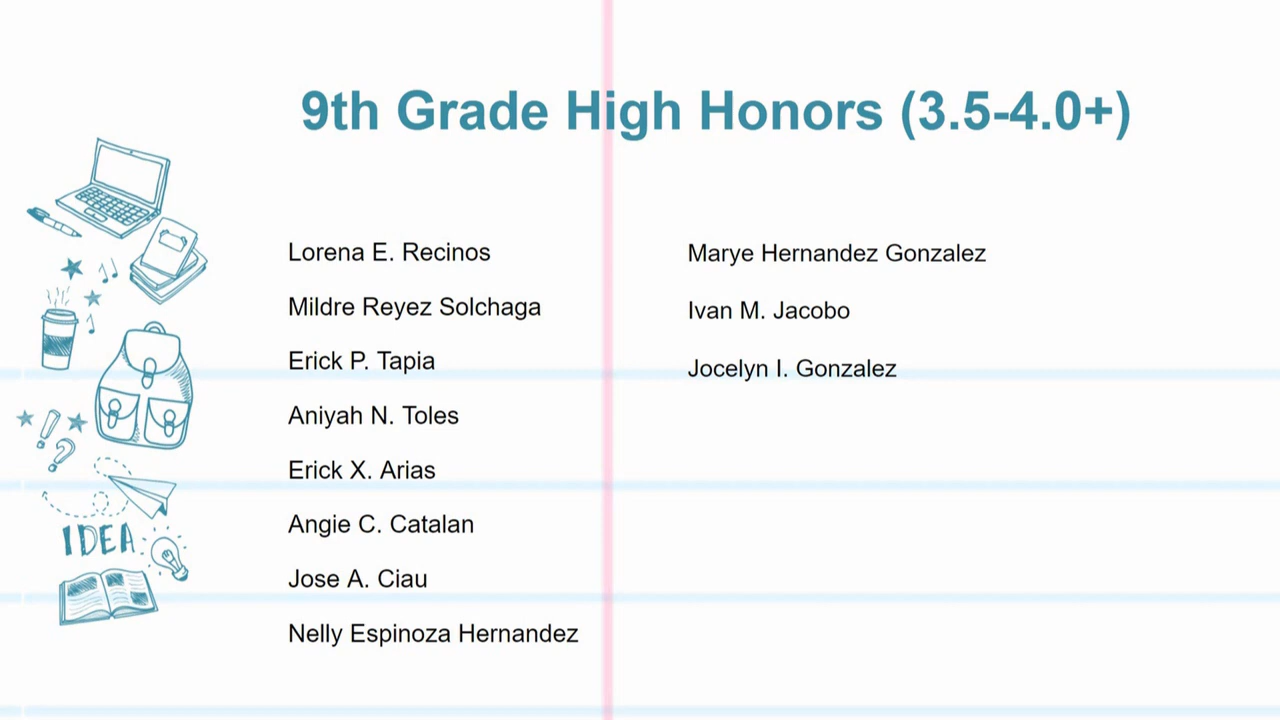 9th Grade High Honors (3.5-4.0+)
Lorena E. Recinos
Mildre Reyez Solchaga
Erick P. Tapia
Aniyah N. Toles
Erick X. Arias
Angie C. Catalan
Jose A. Ciau
Nelly Espinoza Hernandez
Marye Hernandez Gonzalez
Ivan M. Jacobo
Jocelyn I. Gonzalez
!?
IDEA